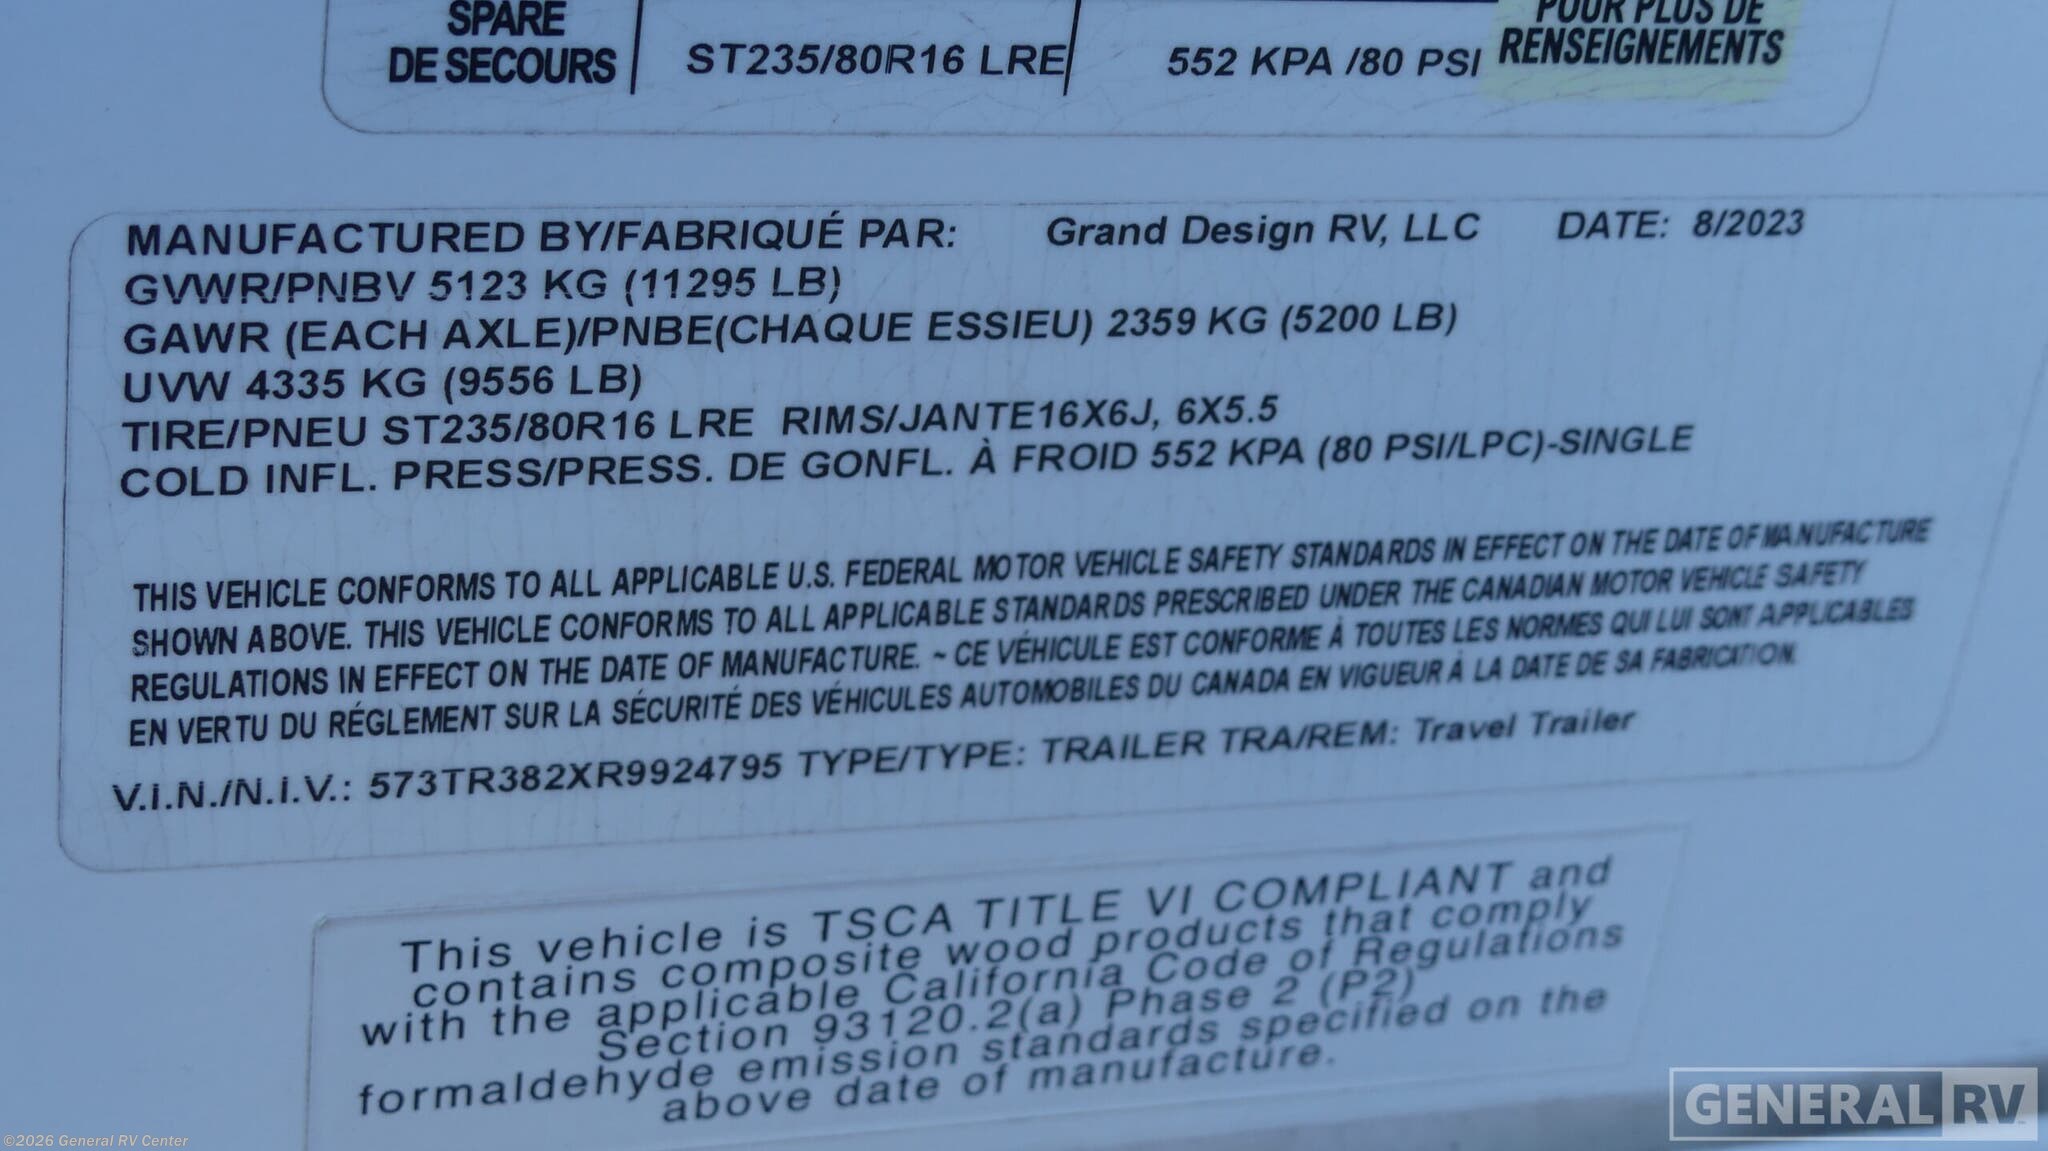 SPARE
DE SECOURS
ST235/80R16 LRE
552 KPA /80 PSI
POUR PLUS DE
RENSEIGNEMENTS
MANUFACTURED BY/FABRIQUÉ PAR: Grand Design RV, LLC DATE: 8/2023
GVWR/PNBV 5123 KG (11295 LB)
GAWR (EACH AXLE)/PNBE(CHAQUE ESSIEU) 2359 KG (5200 LB)
UVW 4335 KG (9556 LB)
TIRE/PNEU ST235/80R16 LRE RIMS/JANTE16X6J, 6X5.5
COLD INFL. PRESS/PRESS. DE GONFL. À FROID 552 KPA (80 PSI/LPC)-SINGLE
THIS VEHICLE CONFORMS TO ALL APPLICABLE U.S. FEDERAL MOTOR VEHICLE SAFETY STANDARDS IN EFFECT ON THE DATE OF MANUFACTURE
SHOWN ABOVE. THIS VEHICLE CONFORMS TO ALL APPLICABLE STANDARDS PRESCRIBED UNDER THE CANADIAN MOTOR VEHICLE SAFETY
REGULATIONS IN EFFECT ON THE DATE OF MANUFACTURE. ~ CE VÉHICULE EST CONFORME À TOUTES LES NORMES QUI LUI SONT APPLICABLES
EN VERTU DU RÉGLEMENT SUR LA SÉCURITÉ DES VÉHICULES AUTOMOBILES DU CANADA EN VIGUEUR À LA DATE DE SA FABRICATION.
V.I.N./N.I.V.: 573TR382XR9924795 TYPE/TYPE: TRAILER TRA/REM: Travel Trailer
This vehicle is TSCA TITLE VI COMPLIANT and
contains composite wood products that comply
with the applicable California Code of Regulations
Section 93120.2(a) Phase 2 (P2)
formaldehyde emission standards specified on the
above date of manufacture.
GENERAL RV
©2026 General RV Center